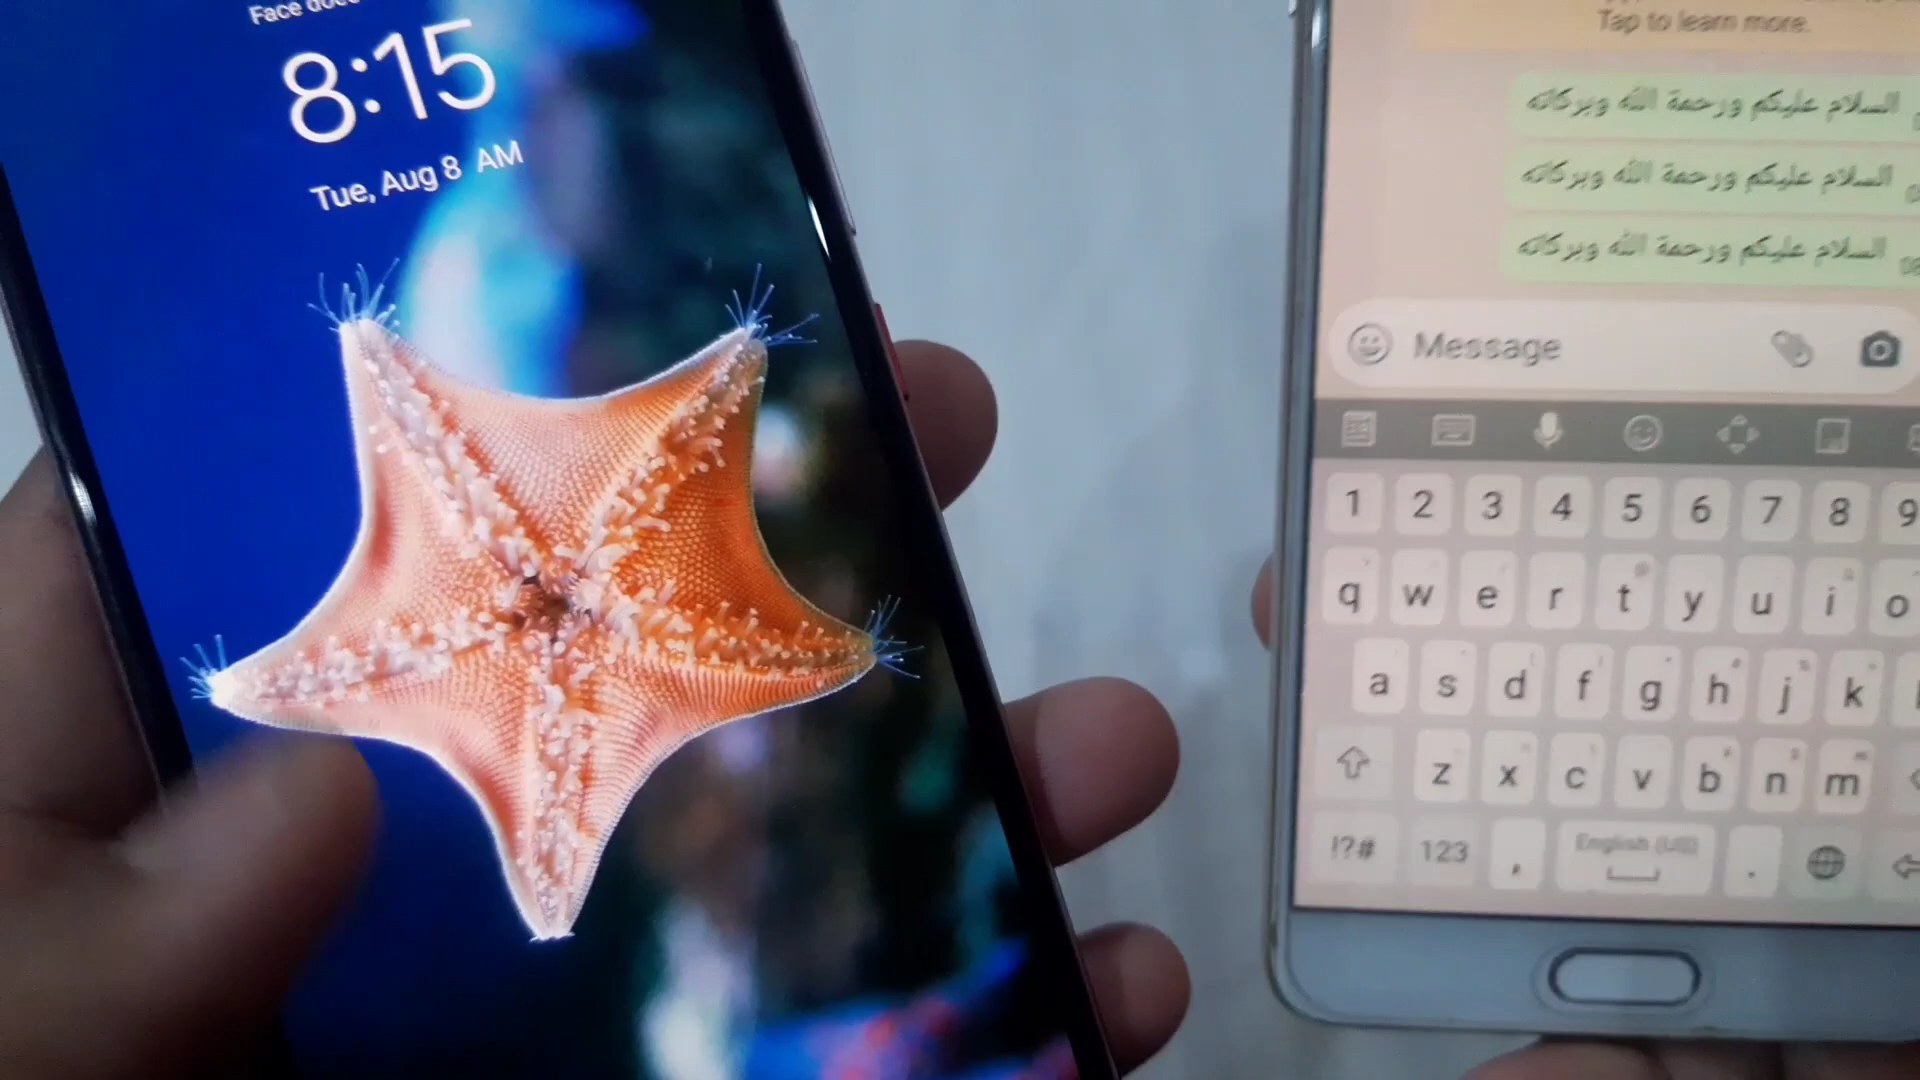 Face
8:15
Tue, Aug 8 AM
Tap to learn more.
السلام عليكم ورحمة الله وبركاته
السلام عليكم ورحمة الله وبركاته
السلام عليكم ورحمة الله وبركاته
Message
1 2 3 4 5 6 7 8 9
q w e r t y u i o
a s d f g h j k
z x c v b n m
!?# 123 , English (US) .